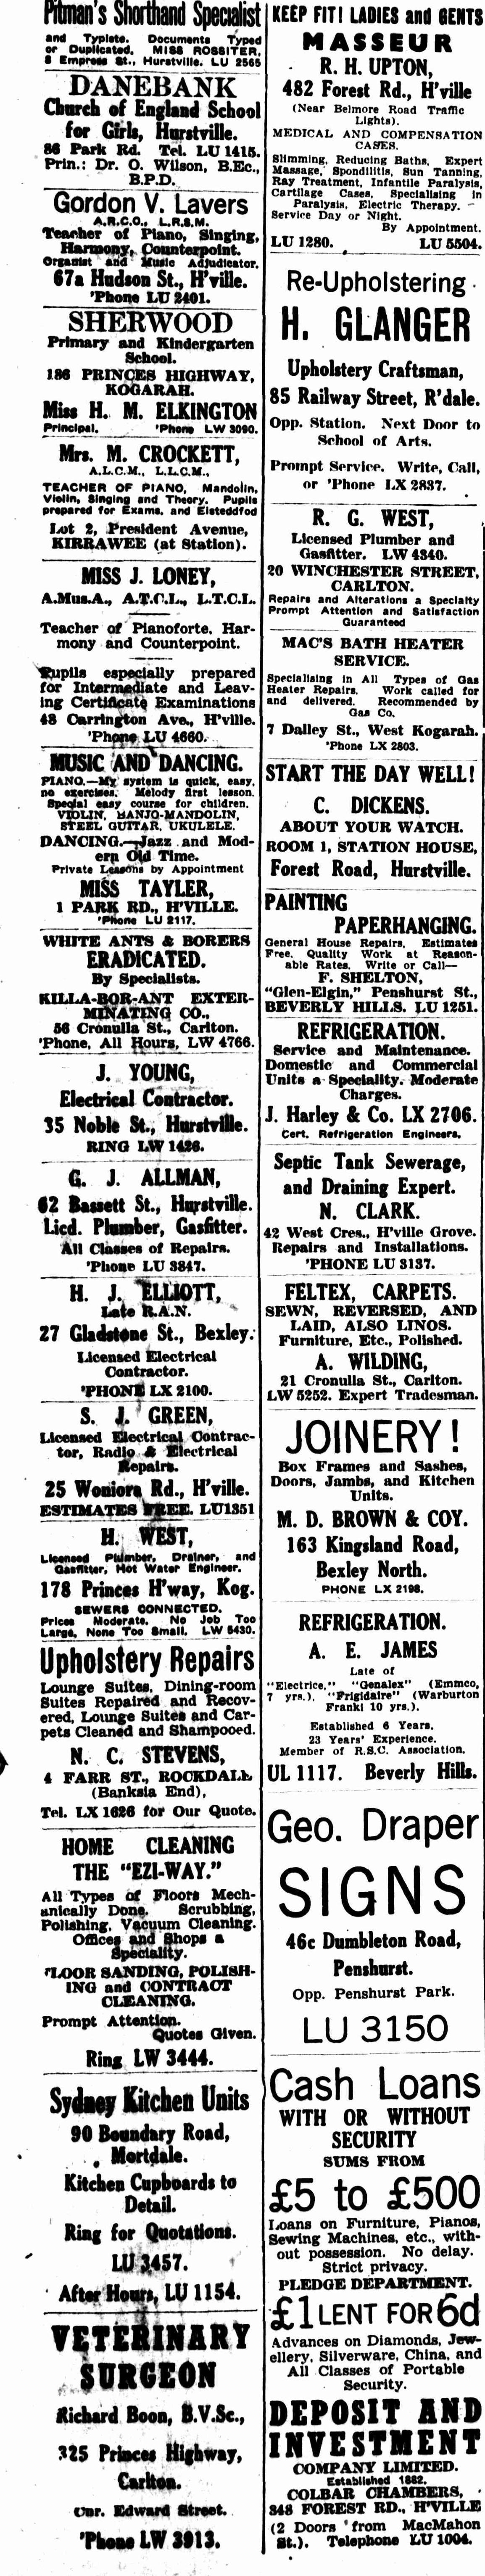 Pitman's Shorthand Specialist
and Typiste. Documents Typed
or Duplicated. MISS ROSSITER,
8 Empress St., Hurstville. LU 2565
DANEBANK
Church of England School
for Girls, Hurstville.
86 Park Rd. Tel. LU 1415.
Prin.: Dr. O. Wilson, B.Ec.,
B.P.D.
Gordon V. Lavers
A.R.C.O., L.R.S.M.
Teacher of Piano, Singing,
Harmony, Counterpoint.
Organist and Music Adjudicator.
67a Hudson St., H'ville.
'Phone LU 2401.
SHERWOOD
Primary and Kindergarten
School.
186 PRINCES HIGHWAY,
KOGARAH.
Miss H. M. ELKINGTON
Principal. 'Phone LW 3090.
Mrs. M. CROCKETT,
A.L.C.M., L.L.C.M.,
TEACHER OF PIANO, Mandolin,
Violin, Singing and Theory. Pupils
prepared for Exams. and Eisteddfod
Lot 2, President Avenue,
KIRRAWEE (at Station).
MISS J. LONEY,
A.Mus.A., A.T.C.L., L.T.C.L.
Teacher of Pianoforte, Har-
mony and Counterpoint.
Pupils especially prepared
for Intermediate and Leav-
ing Certificate Examinations
48 Carrington Ave., H'ville.
'Phone LU 4660.
MUSIC AND DANCING.
PIANO.—My system is quick, easy,
no exercises. Melody first lesson.
Special easy course for children.
VIOLIN, BANJO-MANDOLIN,
STEEL GUITAR, UKULELE.
DANCING.—Jazz and Mod-
ern Old Time.
Private Lessons by Appointment
MISS TAYLER,
1 PARK RD., H'VILLE.
'Phone LU 2117.
WHITE ANTS & BORERS
ERADICATED.
By Specialists.
KILLA-BOR-ANT EXTER-
MINATING CO.,
56 Cronulla St., Carlton.
'Phone, All Hours, LW 4766.
J. YOUNG,
Electrical Contractor.
35 Noble St., Hurstville.
RING LW 1426.
G. J. ALLMAN,
62 Bassett St., Hurstville.
Licd. Plumber, Gasfitter.
All Classes of Repairs.
'Phone LU 3847.
H. J. ELLIOTT,
Late R.A.N.
27 Gladstone St., Bexley.
Licensed Electrical
Contractor.
'PHONE LX 2100.
S. J. GREEN,
Licensed Electrical Contrac-
tor, Radio & Electrical
Repairs.
25 Woniora Rd., H'ville.
ESTIMATES FREE. LU1351
H. WEST,
Licensed Plumber, Drainer, and
Gasfitter, Hot Water Engineer.
178 Princes H'way, Kog.
SEWERS CONNECTED.
Prices Moderate. No Job Too
Large, None Too Small. LW 5430.
Upholstery Repairs
Lounge Suites, Dining-room
Suites Repaired and Recov-
ered, Lounge Suites and Car-
pets Cleaned and Shampooed.
N. C. STEVENS,
4 FARR ST., ROCKDALE
(Banksia End),
Tel. LX 1626 for Our Quote.
HOME CLEANING
THE "EZI-WAY."
All Types of Floors Mech-
anically Done. Scrubbing,
Polishing, Vacuum Cleaning.
Offices and Shops a
Speciality.
FLOOR SANDING, POLISH-
ING and CONTRACT
CLEANING.
Prompt Attention.
Quotes Given.
Ring LW 3444.
Sydney Kitchen Units
90 Boundary Road,
Mortdale.
Kitchen Cupboards to
Detail.
Ring for Quotations.
LU 3457.
After Hours, LU 1154.
VETERINARY
SURGEON
Richard Boon, B.V.Sc.,
325 Princes Highway,
Carlton.
Cnr. Edward Street.
'Phone LW 3913.
KEEP FIT! LADIES and GENTS
MASSEUR
R. H. UPTON,
482 Forest Rd., H'ville
(Near Belmore Road Traffic
Lights).
MEDICAL AND COMPENSATION
CASES.
Slimming, Reducing Baths, Expert
Massage, Spondilitis, Sun Tanning,
Ray Treatment, Infantile Paralysis,
Cartilage Cases, Specialising in
Paralysis, Electric Therapy.
Service Day or Night.
By Appointment.
LU 1280. LU 5504.
Re-Upholstering
H. GLANGER
Upholstery Craftsman,
85 Railway Street, R'dale.
Opp. Station. Next Door to
School of Arts.
Prompt Service. Write, Call,
or 'Phone LX 2837.
R. G. WEST,
Licensed Plumber and
Gasfitter. LW 4340.
20 WINCHESTER STREET,
CARLTON.
Repairs and Alterations a Specialty
Prompt Attention and Satisfaction
Guaranteed
MAC'S BATH HEATER
SERVICE.
Specialising in All Types of Gas
Heater Repairs. Work called for
and delivered. Recommended by
Gas Co.
7 Dalley St., West Kogarah.
'Phone LX 2803.
START THE DAY WELL!
C. DICKENS.
ABOUT YOUR WATCH.
ROOM 1, STATION HOUSE,
Forest Road, Hurstville.
PAINTING
PAPERHANGING.
General House Repairs. Estimates
Free. Quality Work at Reason-
able Rates. Write or Call—
F. SHELTON,
"Glen-Elgin," Penshurst St.,
BEVERLY HILLS. LU 1251.
REFRIGERATION.
Service and Maintenance.
Domestic and Commercial
Units a Speciality. Moderate
Charges.
J. Harley & Co. LX 2706.
Cert. Refrigeration Engineers.
Septic Tank Sewerage,
and Draining Expert.
N. CLARK.
42 West Cres., H'ville Grove.
Repairs and Installations.
'PHONE LU 3137.
FELTEX, CARPETS.
SEWN, REVERSED, AND
LAID, ALSO LINOS.
Furniture, Etc., Polished.
A. WILDING,
21 Cronulla St., Carlton.
LW 5252. Expert Tradesman.
JOINERY!
Box Frames and Sashes,
Doors, Jambs, and Kitchen
Units.
M. D. BROWN & COY.
163 Kingsland Road,
Bexley North.
PHONE LX 2198.
REFRIGERATION.
A. E. JAMES
Late of
"Electrice," "Genalex" (Emmco,
7 yrs.). "Frigidaire" (Warburton
Franki 10 yrs.).
Established 6 Years.
23 Years' Experience.
Member of R.S.C. Association.
UL 1117. Beverly Hills.
Geo. Draper
SIGNS
46c Dumbleton Road,
Penshurst.
Opp. Penshurst Park.
LU 3150
Cash Loans
WITH OR WITHOUT
SECURITY
SUMS FROM
£5 to £500
Loans on Furniture, Pianos,
Sewing Machines, etc., with-
out possession. No delay.
Strict privacy.
PLEDGE DEPARTMENT.
£1 LENT FOR 6d
Advances on Diamonds, Jew-
ellery, Silverware, China, and
All Classes of Portable
Security.
DEPOSIT AND
INVESTMENT
COMPANY LIMITED.
Established 1882.
COLBAR CHAMBERS,
348 FOREST RD., H'VILLE
(2 Doors from MacMahon
St.). Telephone LU 1004.